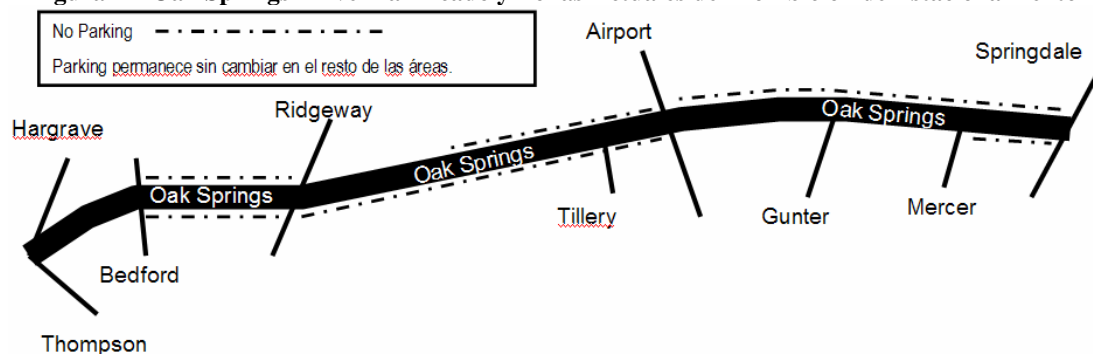 No Parking
Parking permanece sin cambiar en el resto de las áreas.
Airport
Springdale
Ridgeway
Hargrave
Oak Springs
Oak Springs
Oak Springs
Tillery
Gunter
Mercer
Bedford
Thompson